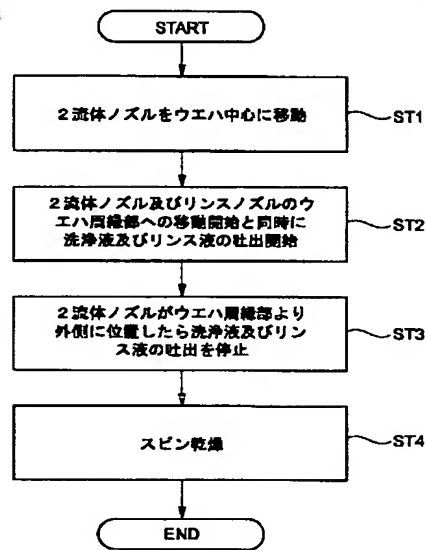 START
2流体ノズルをウエハ中心に移動
ST1
2流体ノズル及びリンスノズルのウ
エハ周縁部への移動開始と同時に
洗浄液及びリンス液の吐出開始
ST2
2流体ノズルがウエハ周縁部より
外側に位置したら洗浄液及びリン
ス液の吐出を停止
ST3
スピン乾燥
ST4
END